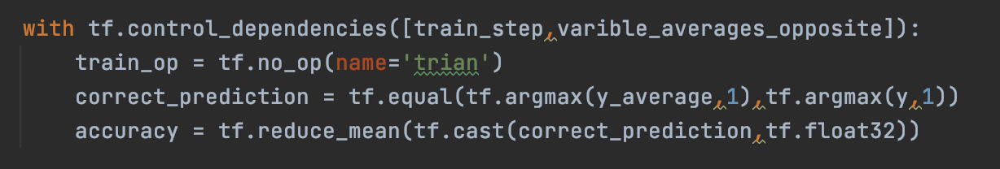 with tf.control_dependencies([train_step,varible_averages_opposite]):
    train_op = tf.no_op(name='trian')
    correct_prediction = tf.equal(tf.argmax(y_average,1),tf.argmax(y,1))
    accuracy = tf.reduce_mean(tf.cast(correct_prediction,tf.float32))